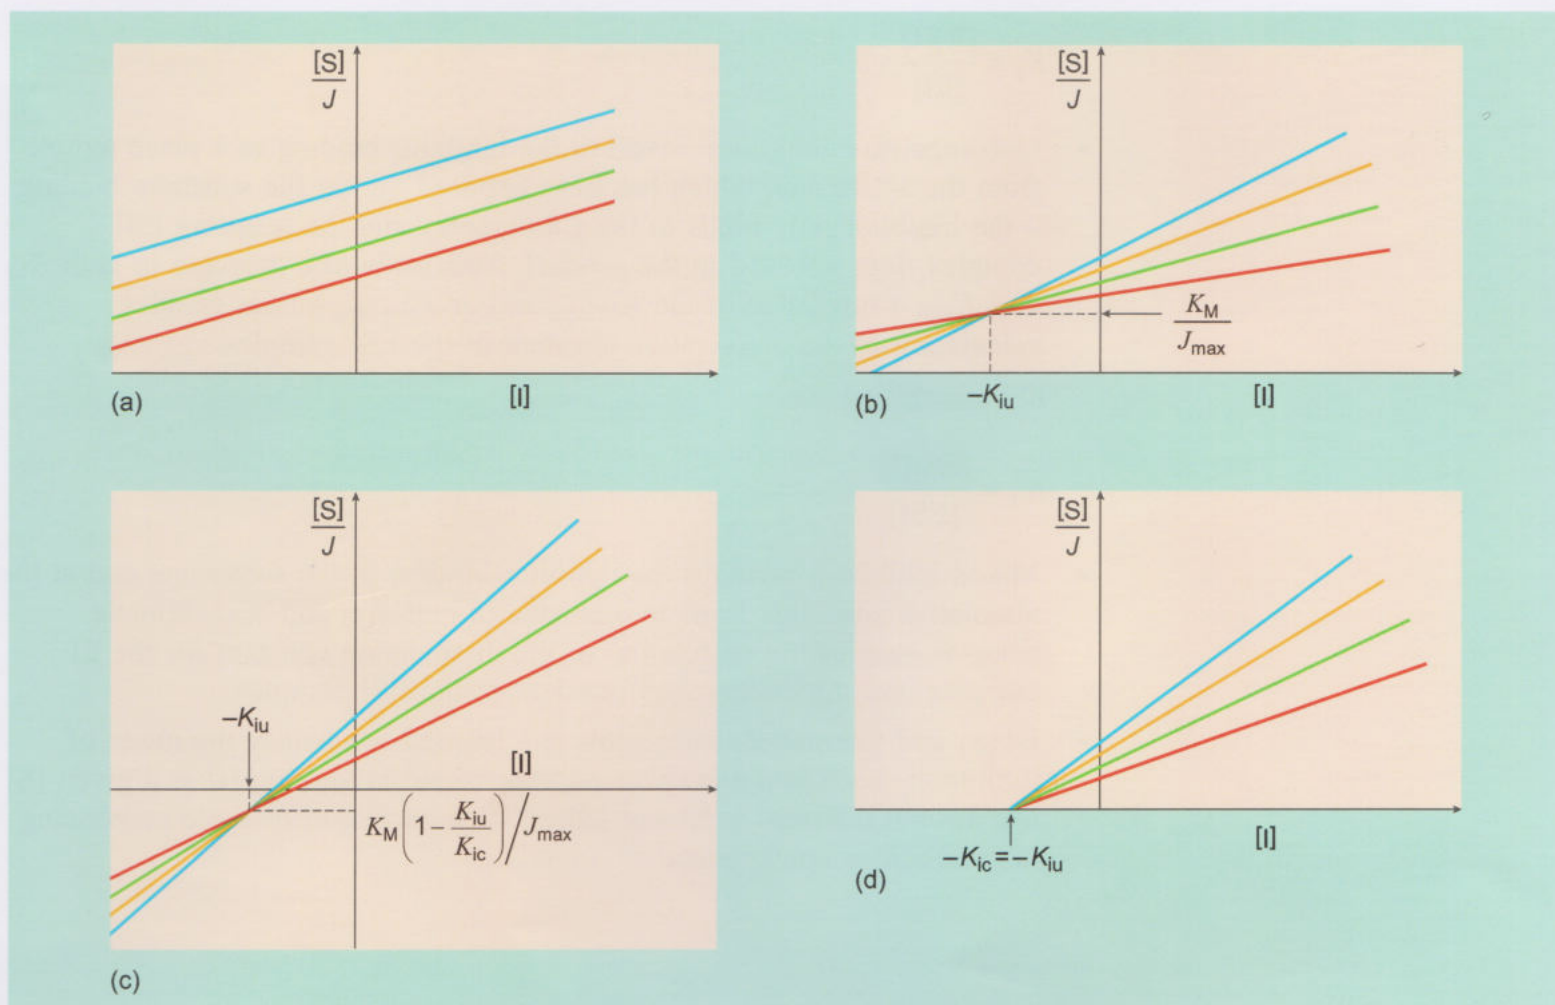 [S]
J
[I]
(a)
[S]
J
K_M
J_max
–K_iu
[I]
(b)
[S]
J
–K_iu
[I]
K_M(1 – K_iu/K_ic)/J_max
(c)
[S]
J
–K_ic = –K_iu
[I]
(d)